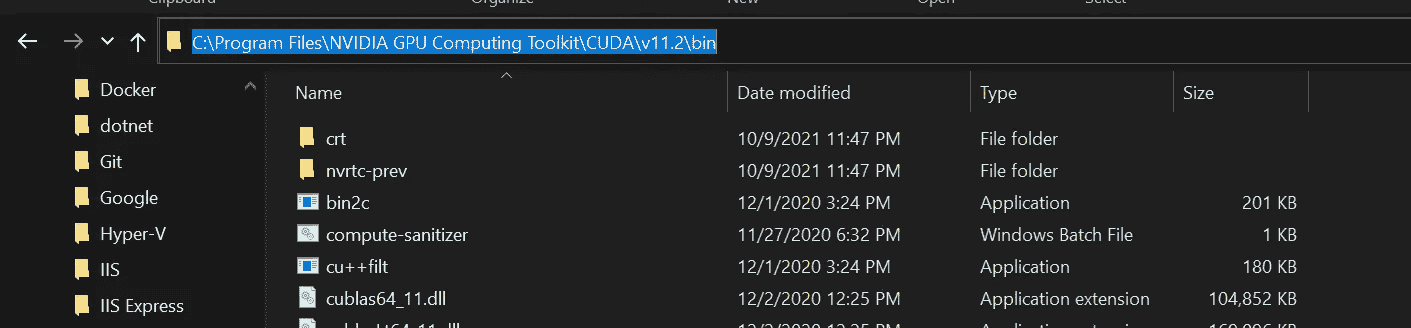 Clipboard Organize New Open Select
C:\Program Files\NVIDIA GPU Computing Toolkit\CUDA\v11.2\bin
Docker
dotnet
Git
Google
Hyper-V
IIS
IIS Express
Name Date modified Type Size
crt 10/9/2021 11:47 PM File folder
nvrtc-prev 10/9/2021 11:47 PM File folder
bin2c 12/1/2020 3:24 PM Application 201 KB
compute-sanitizer 11/27/2020 6:32 PM Windows Batch File 1 KB
cu++filt 12/1/2020 3:24 PM Application 180 KB
cublas64_11.dll 12/2/2020 12:25 PM Application extension 104,852 KB